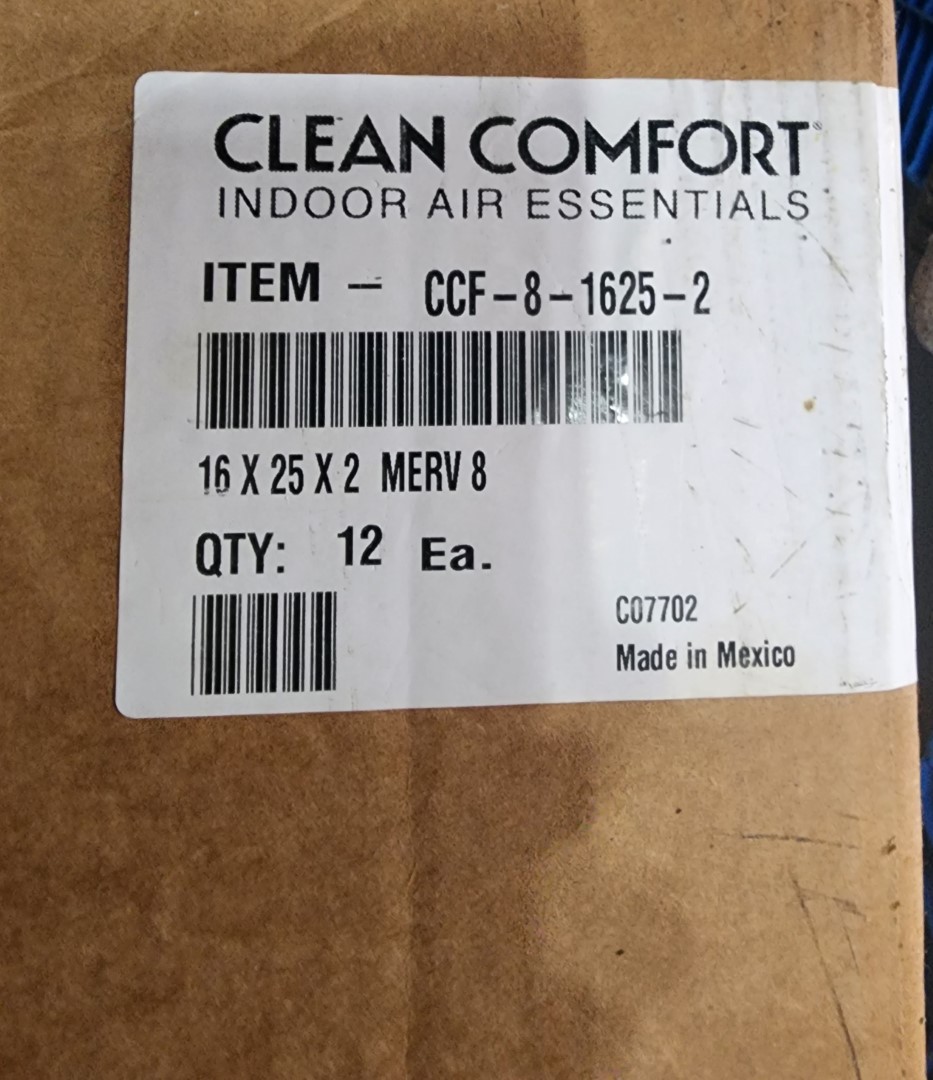 CLEAN COMFORT®
INDOOR AIR ESSENTIALS
ITEM – CCF-8-1625-2
16 X 25 X 2 MERV 8
QTY: 12 Ea.
C07702
Made in Mexico